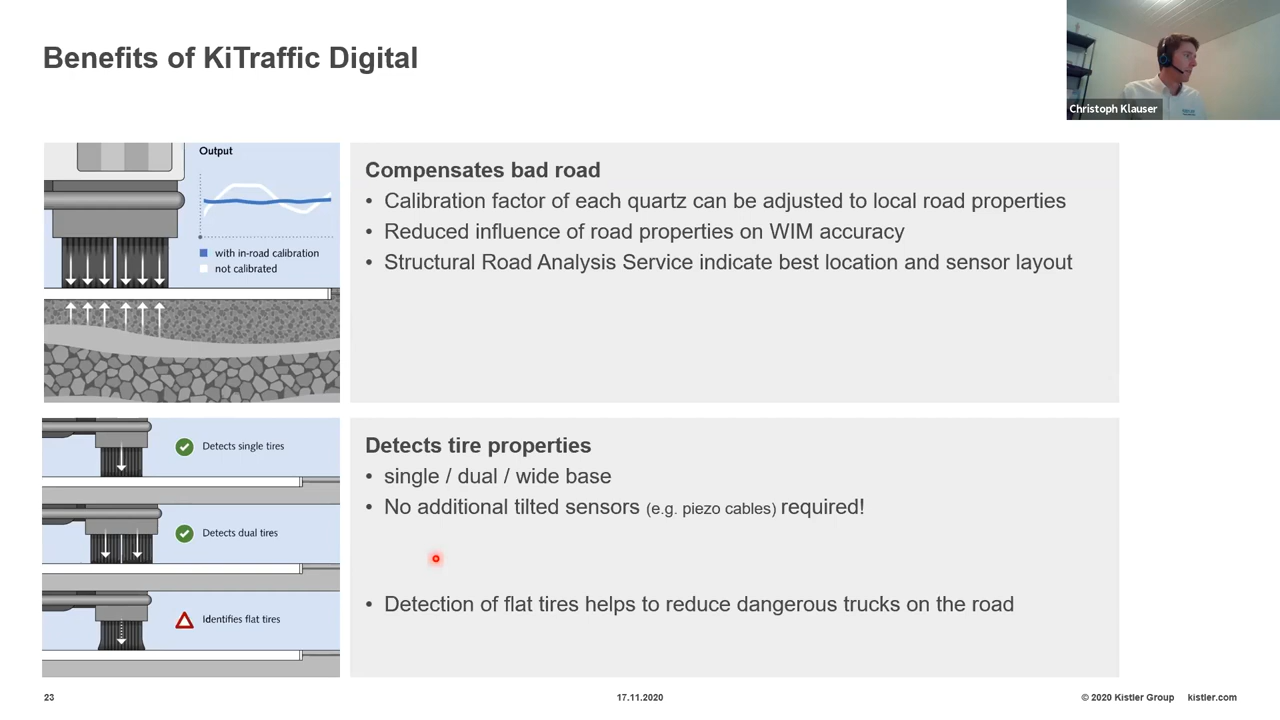 Benefits of KiTraffic Digital
Christoph Klauser
Output
with in-road calibration
not calibrated
Compensates bad road
• Calibration factor of each quartz can be adjusted to local road properties
• Reduced influence of road properties on WIM accuracy
• Structural Road Analysis Service indicate best location and sensor layout
Detects single tires
Detects dual tires
Identifies flat tires
Detects tire properties
• single / dual / wide base
• No additional tilted sensors (e.g. piezo cables) required!
• Detection of flat tires helps to reduce dangerous trucks on the road
23
17.11.2020
© 2020 Kistler Group kistler.com